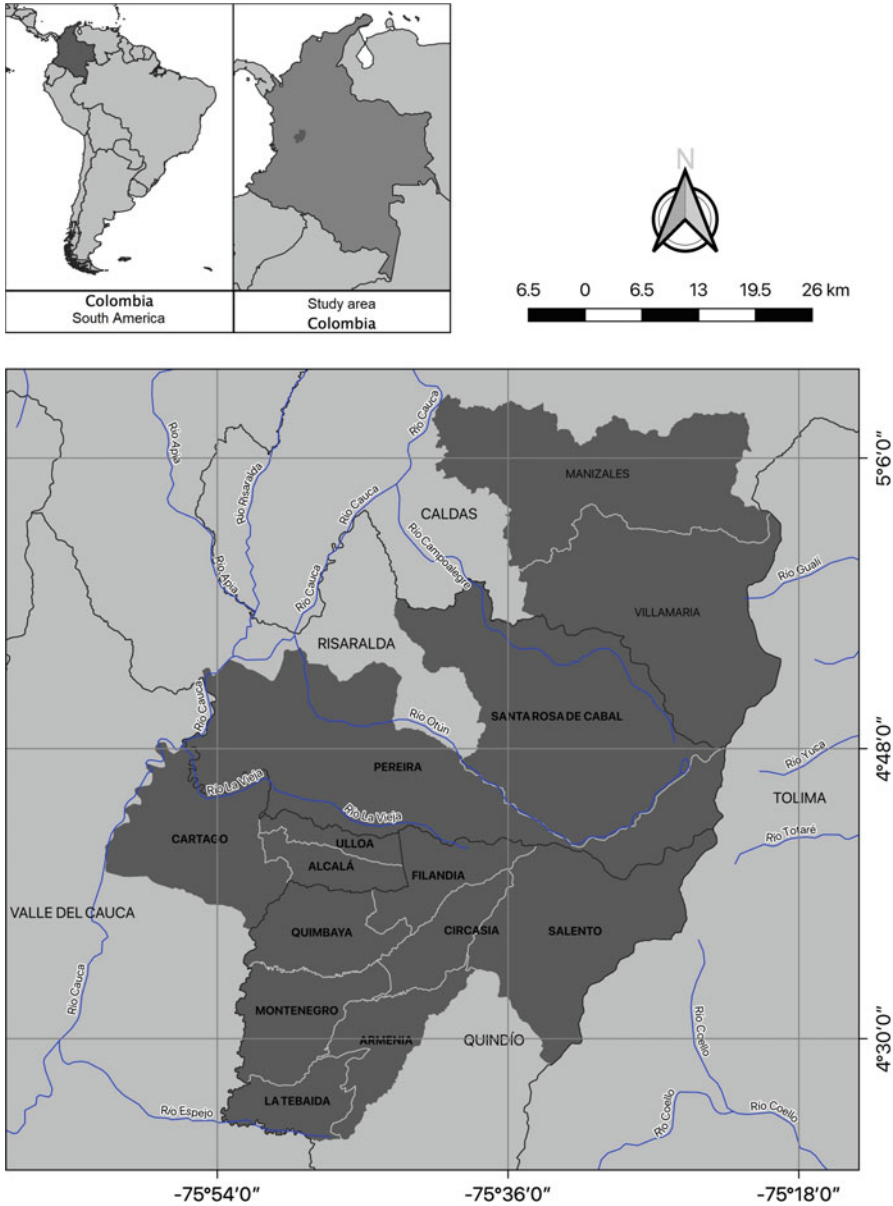 Colombia
South America
Study area
Colombia
N
6.5 0 6.5 13 19.5 26 km
Río Cauca
Río Apia
Río Risaralda
MANIZALES
5°6′0″
CALDAS
Río Cauca
Río Campoalegre
Río Gualí
Río Apia
Río Cauca
VILLAMARIA
RISARALDA
Río Cauca
SANTA ROSA DE CABAL
Río Otún
4°48′0″
PEREIRA
Río Yuca
Río La Vieja
TOLIMA
Río La Vieja
CARTAGO
ULLOA
Río Totaré
ALCALÁ
FILANDIA
VALLE DEL CAUCA
QUIMBAYA
CIRCASIA
SALENTO
Río Cauca
MONTENEGRO
ARMENIA
QUINDÍO
Río Coello
4°30′0″
LA TEBAIDA
Río Espejo
Río Coello
Río Coello
-75°54′0″ -75°36′0″ -75°18′0″